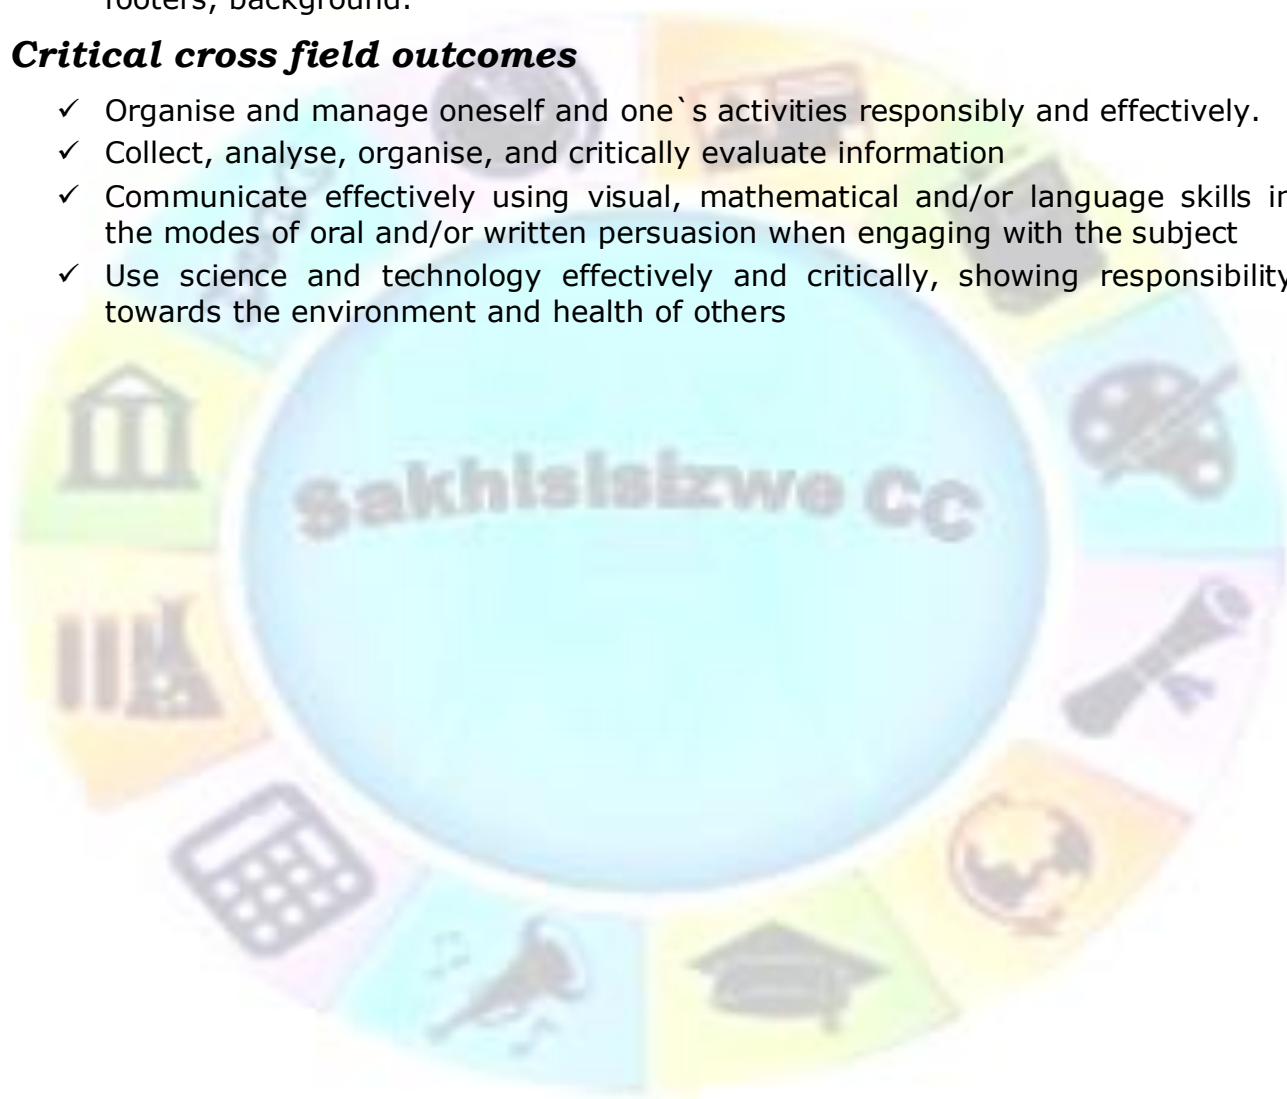 footers, background.
Critical cross field outcomes
✓ Organise and manage oneself and one`s activities responsibly and effectively.
✓ Collect, analyse, organise, and critically evaluate information
✓ Communicate effectively using visual, mathematical and/or language skills in
the modes of oral and/or written persuasion when engaging with the subject
✓ Use science and technology effectively and critically, showing responsibility
towards the environment and health of others
Sakhisisizwe Cc